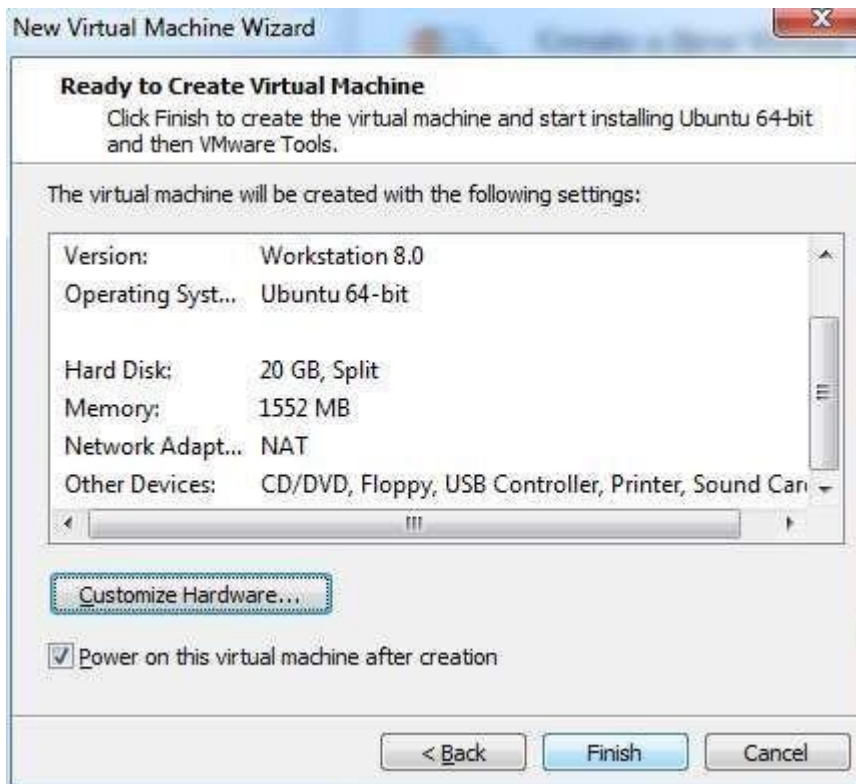 New Virtual Machine Wizard
Ready to Create Virtual Machine
Click Finish to create the virtual machine and start installing Ubuntu 64-bit
and then VMware Tools.
The virtual machine will be created with the following settings:
Version: Workstation 8.0
Operating Syst... Ubuntu 64-bit
Hard Disk: 20 GB, Split
Memory: 1552 MB
Network Adapt... NAT
Other Devices: CD/DVD, Floppy, USB Controller, Printer, Sound Car
Customize Hardware...
Power on this virtual machine after creation
< Back Finish Cancel